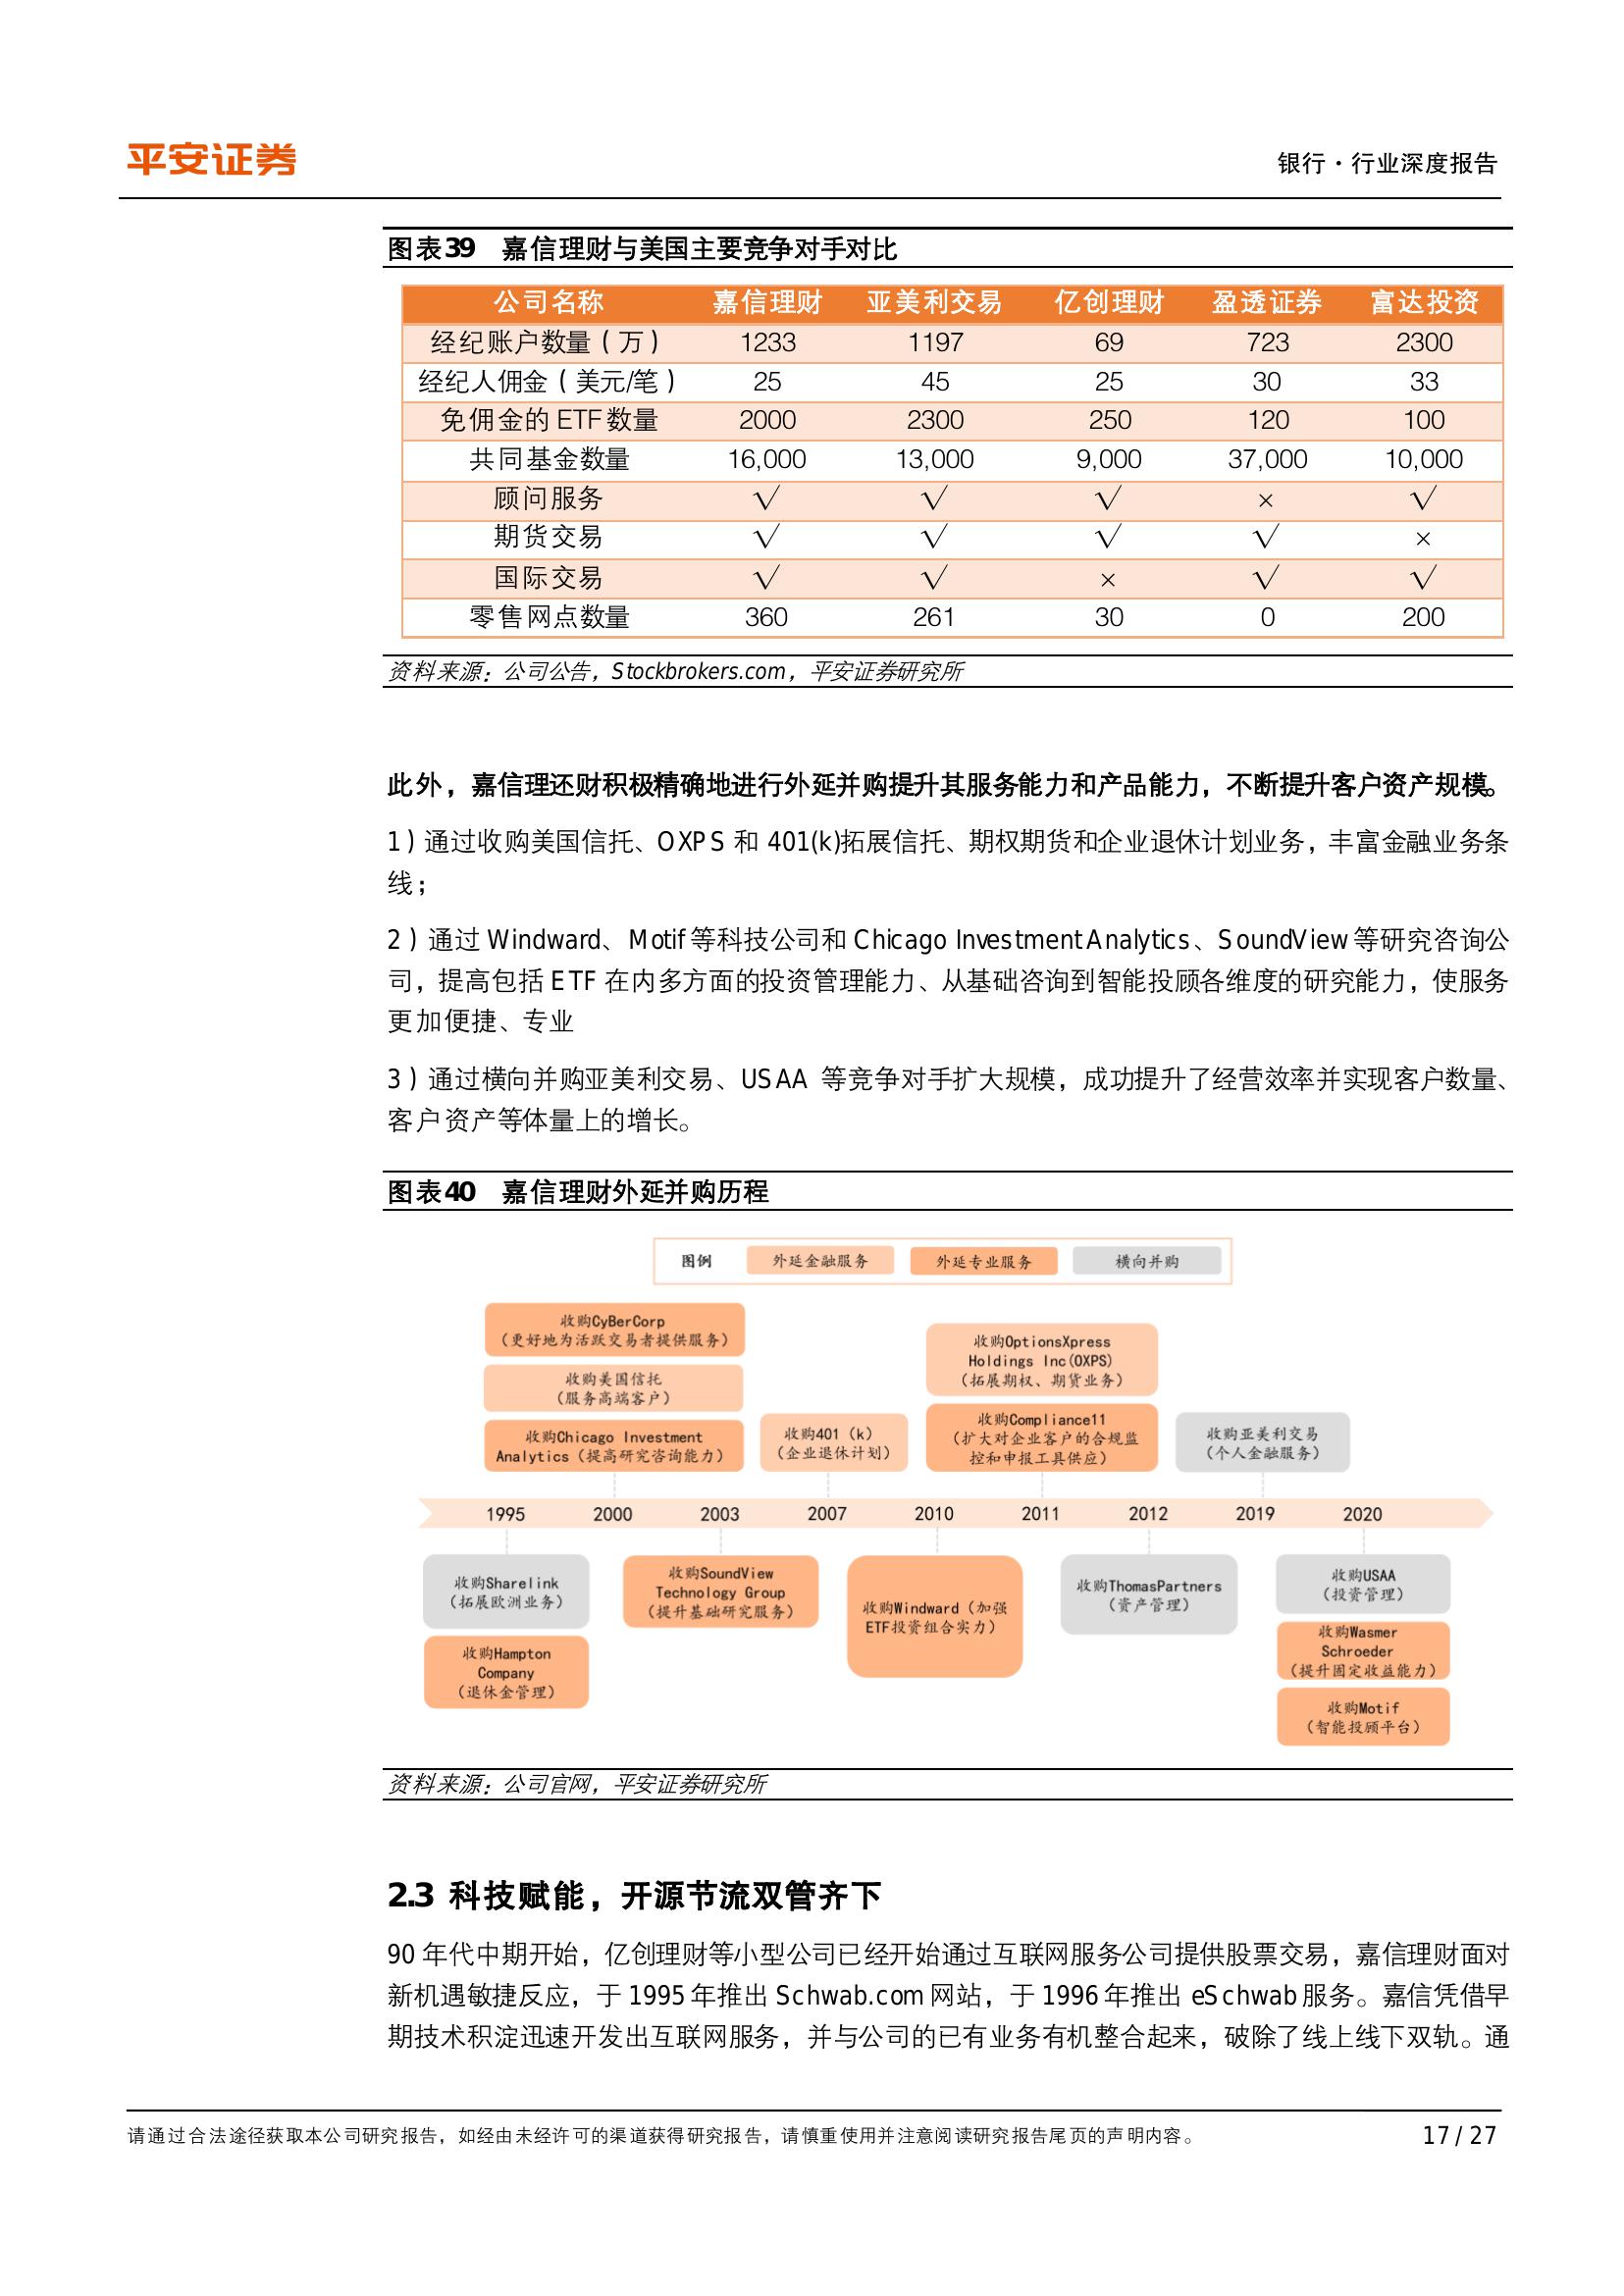 平安证券
银行·行业深度报告
图表39 嘉信理财与美国主要竞争对手对比
公司名称 嘉信理财 亚美利交易 亿创理财 盈透证券 富达投资
经纪账户数量（万） 1233 1197 69 723 2300
经纪人佣金（美元/笔） 25 45 25 30 33
免佣金的 ETF 数量 2000 2300 250 120 100
共同基金数量 16,000 13,000 9,000 37,000 10,000
顾问服务 √ √ √ × √
期货交易 √ √ √ √ ×
国际交易 √ √ × √ √
零售网点数量 360 261 30 0 200
资料来源：公司公告，Stockbrokers.com，平安证券研究所
此外，嘉信理还财积极精确地进行外延并购提升其服务能力和产品能力，不断提升客户资产规模。
1）通过收购美国信托、OXPS 和 401(k)拓展信托、期权期货和企业退休计划业务，丰富金融业务条
线；
2）通过 Windward、Motif 等科技公司和 Chicago Investment Analytics、SoundView 等研究咨询公
司，提高包括 ETF 在内多方面的投资管理能力、从基础咨询到智能投顾各维度的研究能力，使服务
更加便捷、专业
3）通过横向并购亚美利交易、USAA 等竞争对手扩大规模，成功提升了经营效率并实现客户数量、
客户资产等体量上的增长。
图表40 嘉信理财外延并购历程
图例 外延金融服务 外延专业服务 横向并购
收购CyBerCorp
（更好地为活跃交易者提供服务）
收购美国信托
（服务高端客户）
收购Chicago Investment
Analytics（提高研究咨询能力）
收购401（k）
（企业退休计划）
收购OptionsXpress
Holdings Inc(OXPS)
（拓展期权、期货业务）
收购Compliance11
（扩大对企业客户的合规监
控和申报工具供应）
收购亚美利交易
（个人金融服务）
1995 2000 2003 2007 2010 2011 2012 2019 2020
收购Sharelink
（拓展欧洲业务）
收购Hampton
Company
（退休金管理）
收购SoundView
Technology Group
（提升基础研究服务）
收购Windward（加强
ETF投资组合实力）
收购ThomasPartners
（资产管理）
收购USAA
（投资管理）
收购Wasmer
Schroeder
（提升固定收益能力）
收购Motif
（智能投顾平台）
资料来源：公司官网，平安证券研究所
2.3 科技赋能，开源节流双管齐下
90 年代中期开始，亿创理财等小型公司已经开始通过互联网服务公司提供股票交易，嘉信理财面对
新机遇敏捷反应，于 1995 年推出 Schwab.com 网站，于 1996 年推出 eSchwab 服务。嘉信凭借早
期技术积淀迅速开发出互联网服务，并与公司的已有业务有机整合起来，破除了线上线下双轨。通
请通过合法途径获取本公司研究报告，如经由未经许可的渠道获得研究报告，请慎重使用并注意阅读研究报告尾页的声明内容。
17 / 27